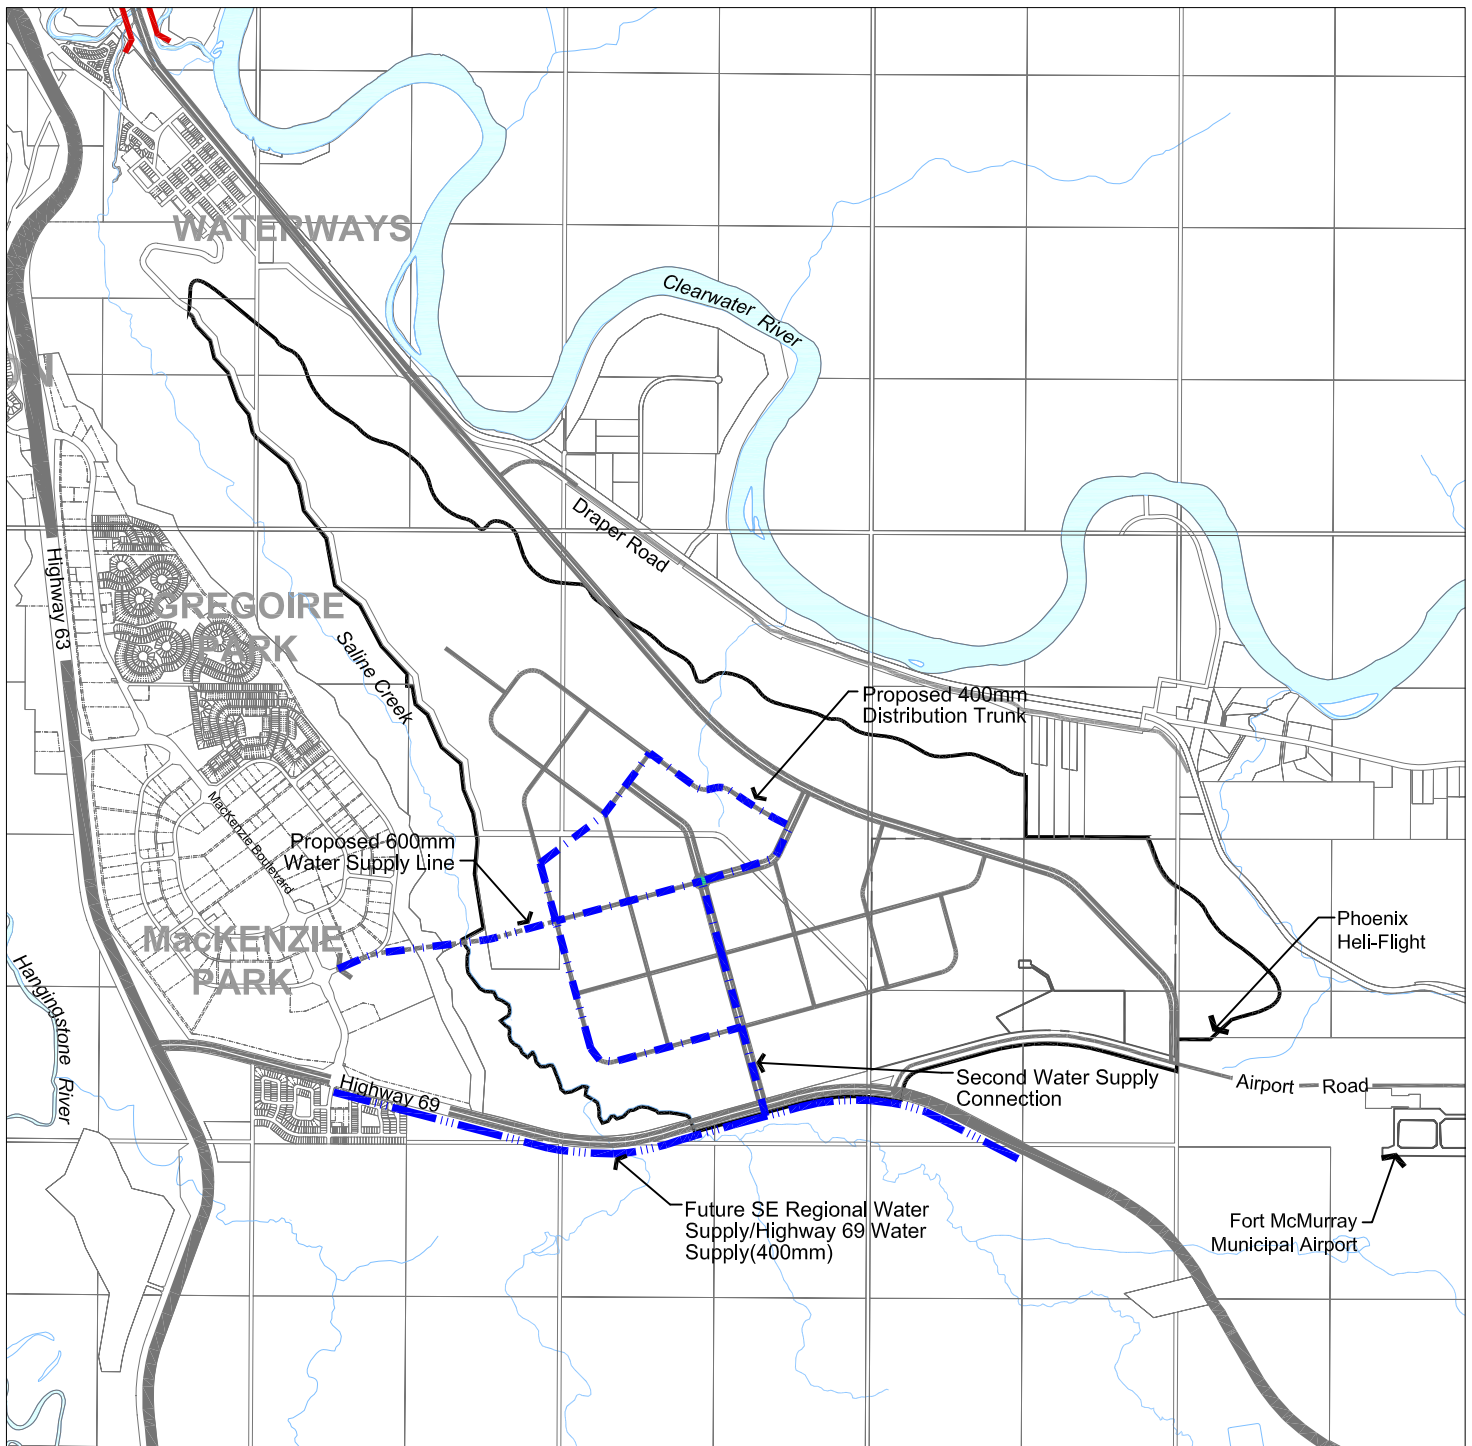 WATERWAYS
Clearwater River
Draper Road
Highway 63
GREGOIRE
PARK
Saline Creek
Proposed 400mm
Distribution Trunk
MacKenzie Boulevard
Proposed 600mm
Water Supply Line
MacKENZIE
PARK
Phoenix
Heli-Flight
Hangingstone River
Highway 69
Second Water Supply
Connection
Airport Road
Future SE Regional Water
Supply/Highway 69 Water
Supply(400mm)
Fort McMurray
Municipal Airport